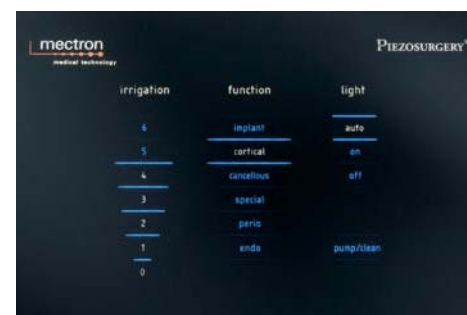 mectron
medical technology
PIEZOSURGERY®
irrigation function light
6 implant auto
5 cortical on
4 cancellous off
3 special
2 perio
1 endo pump/clean
0